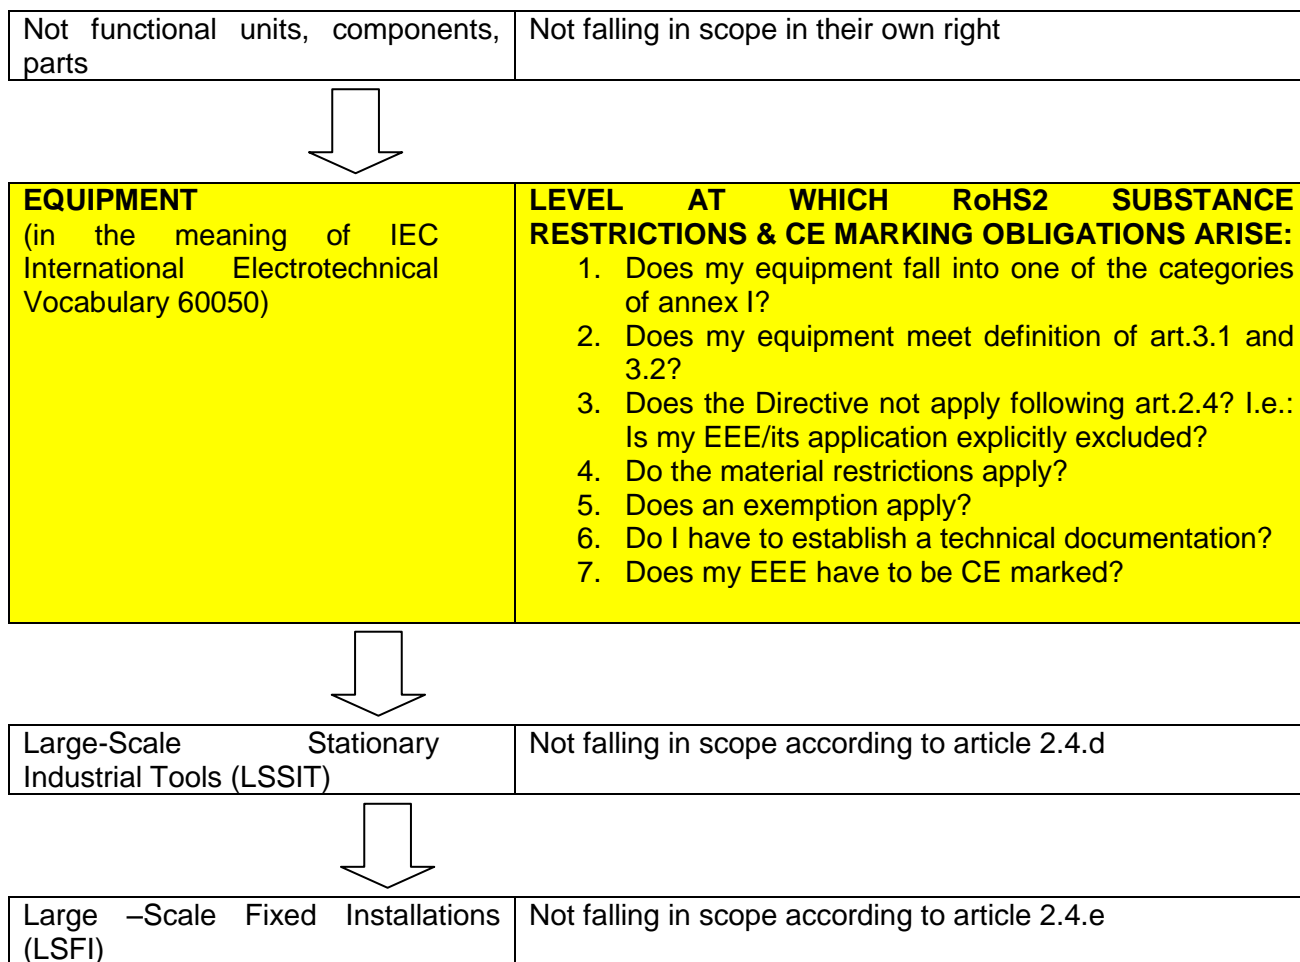 Not functional units, components,
parts
Not falling in scope in their own right
EQUIPMENT
(in the meaning of IEC
International Electrotechnical
Vocabulary 60050)
LEVEL AT WHICH RoHS2 SUBSTANCE
RESTRICTIONS & CE MARKING OBLIGATIONS ARISE:
1. Does my equipment fall into one of the categories
of annex I?
2. Does my equipment meet definition of art.3.1 and
3.2?
3. Does the Directive not apply following art.2.4? I.e.:
Is my EEE/its application explicitly excluded?
4. Do the material restrictions apply?
5. Does an exemption apply?
6. Do I have to establish a technical documentation?
7. Does my EEE have to be CE marked?
Large-Scale Stationary
Industrial Tools (LSSIT)
Not falling in scope according to article 2.4.d
Large –Scale Fixed Installations
(LSFI)
Not falling in scope according to article 2.4.e